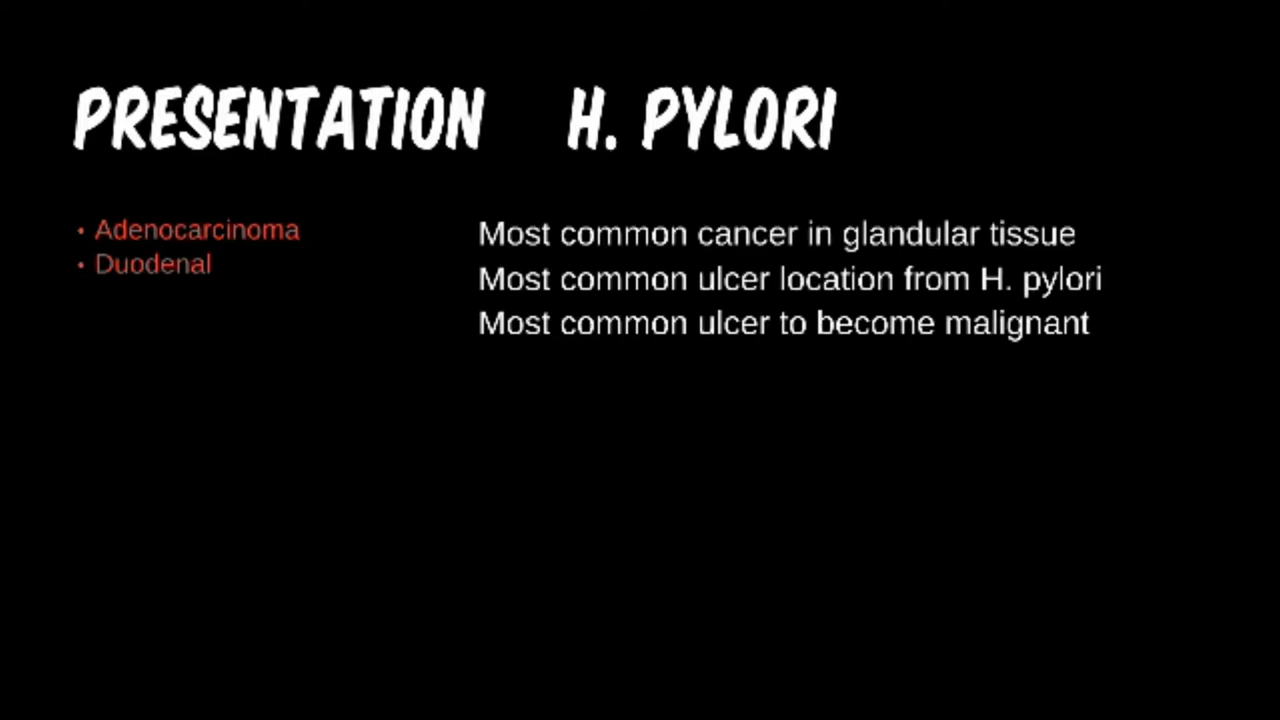 PRESENTATION H. PYLORI
• Adenocarcinoma
• Duodenal
Most common cancer in glandular tissue
Most common ulcer location from H. pylori
Most common ulcer to become malignant